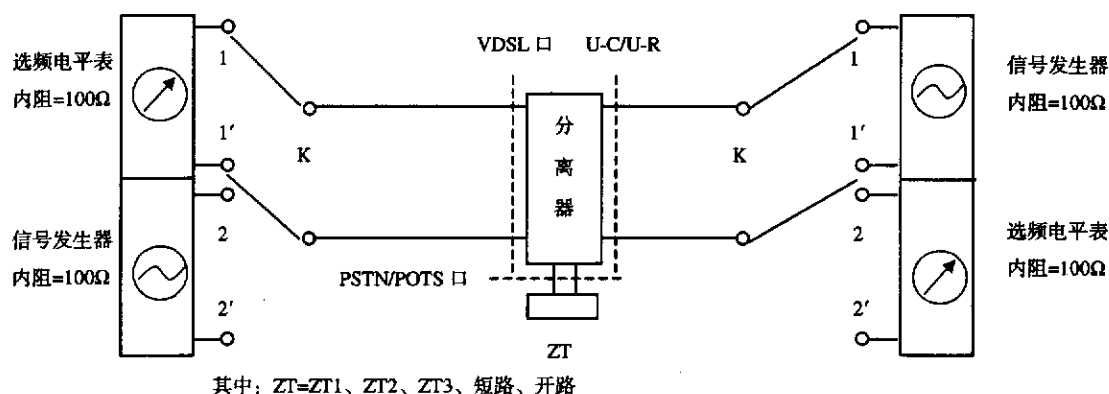 选频电平表
内阻=100Ω
信号发生器
内阻=100Ω
1
1′
2
2′
K
VDSL 口
U-C/U-R
分离器
PSTN/POTS 口
ZT
K
1
1′
2
2′
信号发生器
内阻=100Ω
选频电平表
内阻=100Ω
其中：ZT=ZT1、ZT2、ZT3、短路、开路